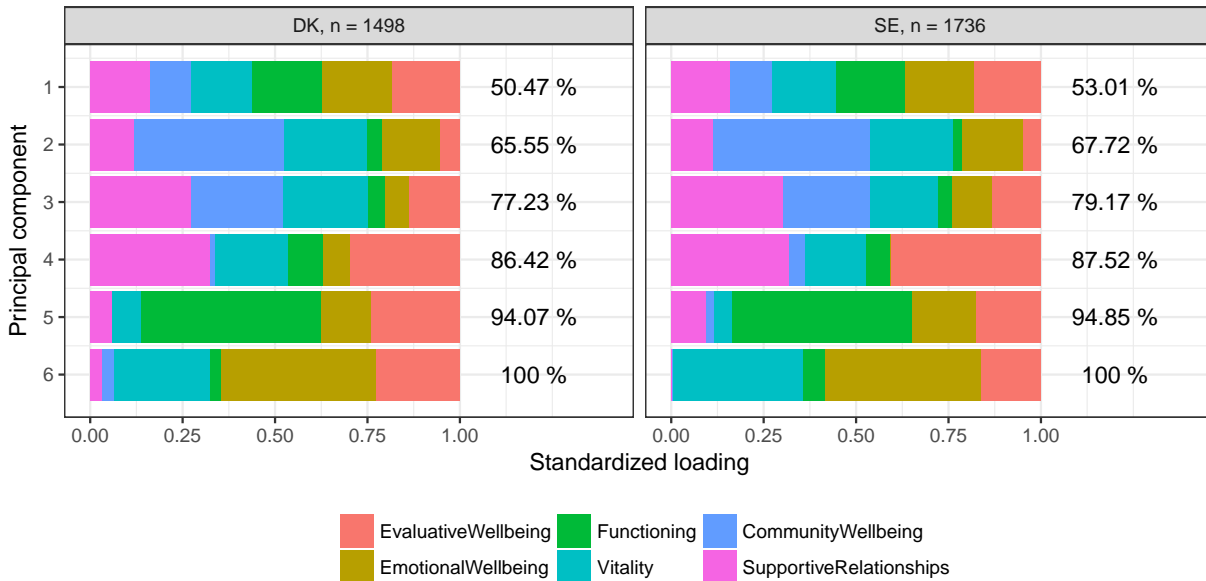 DK, n = 1498
SE, n = 1736
Principal component
1
2
3
4
5
6
50.47 %
65.55 %
77.23 %
86.42 %
94.07 %
100 %
53.01 %
67.72 %
79.17 %
87.52 %
94.85 %
100 %
0.00 0.25 0.50 0.75 1.00
0.00 0.25 0.50 0.75 1.00
Standardized loading
EvaluativeWellbeing Functioning CommunityWellbeing
EmotionalWellbeing Vitality SupportiveRelationships